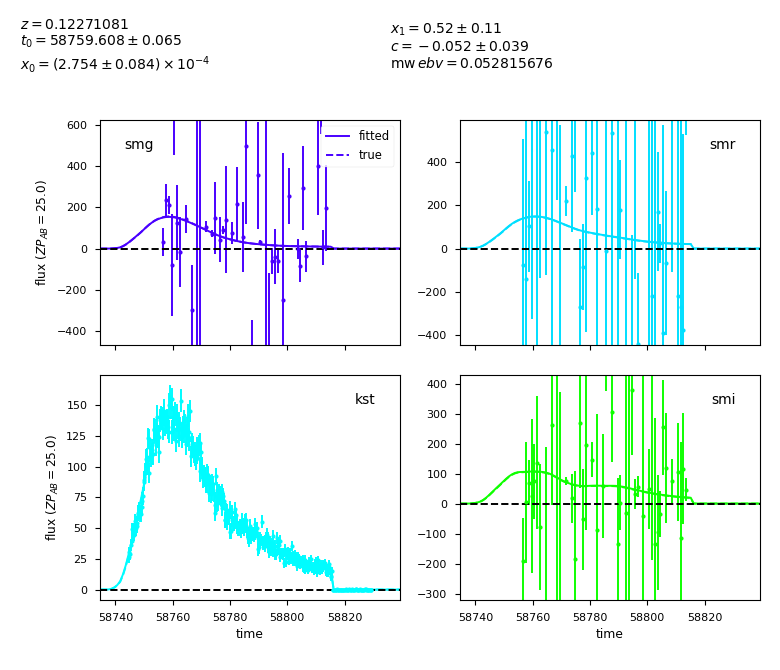 z = 0.12271081
t₀ = 58759.608 ± 0.065
x₀ = (2.754 ± 0.084) × 10⁻⁴
x₁ = 0.52 ± 0.11
c = −0.052 ± 0.039
mw ebv = 0.052815676
smg
fitted
true
600
400
200
0
−200
−400
flux (ZP_AB = 25.0)
smr
400
200
0
−200
−400
kst
150
125
100
75
50
25
0
flux (ZP_AB = 25.0)
58740 58760 58780 58800 58820
time
smi
400
300
200
100
0
−100
−200
−300
58740 58760 58780 58800 58820
time